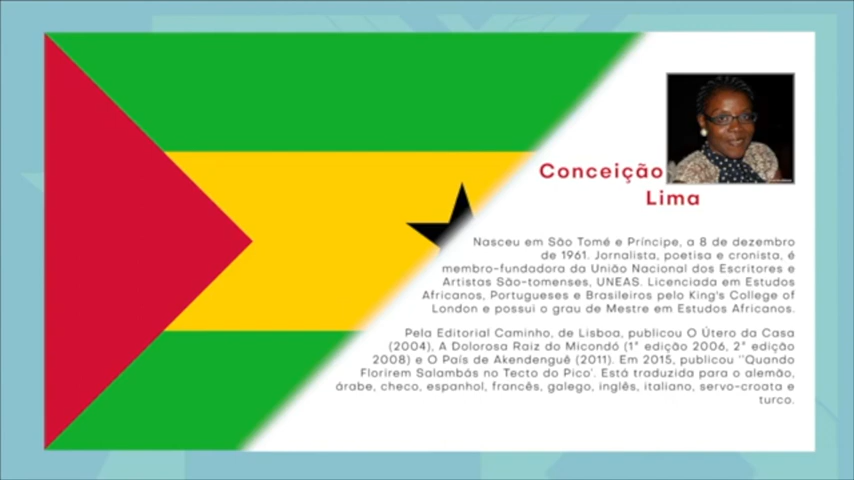 Conceição
Lima
Nasceu em São Tomé e Príncipe, a 8 de dezembro
de 1961. Jornalista, poetisa e cronista, é
membro-fundadora da União Nacional dos Escritores e
Artistas São-tomenses, UNEAS. Licenciada em Estudos
Africanos, Portugueses e Brasileiros pelo King's College of
London e possui o grau de Mestre em Estudos Africanos.
Pela Editorial Caminho, de Lisboa, publicou O Útero da Casa
(2004), A Dolorosa Raiz do Micondó (1ª edição 2006, 2ª edição
2008) e O País de Akendenguê (2011). Em 2015, publicou ''Quando
Florirem Salambás no Tecto do Pico'. Está traduzida para o alemão,
árabe, checo, espanhol, francês, galego, inglês, italiano, servo-croata e
turco.